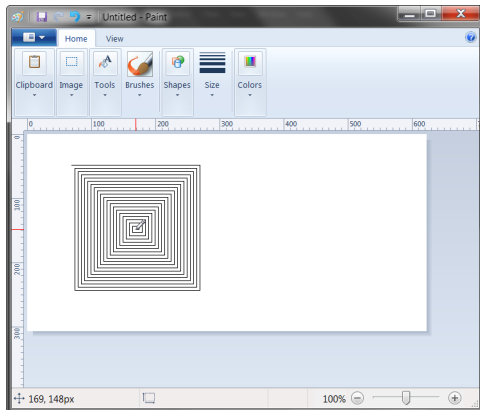 Untitled - Paint
Home View
Clipboard Image Tools Brushes Shapes Size Colors
0 100 200 300 400 500 600
0
100
200
300
169, 148px
100%